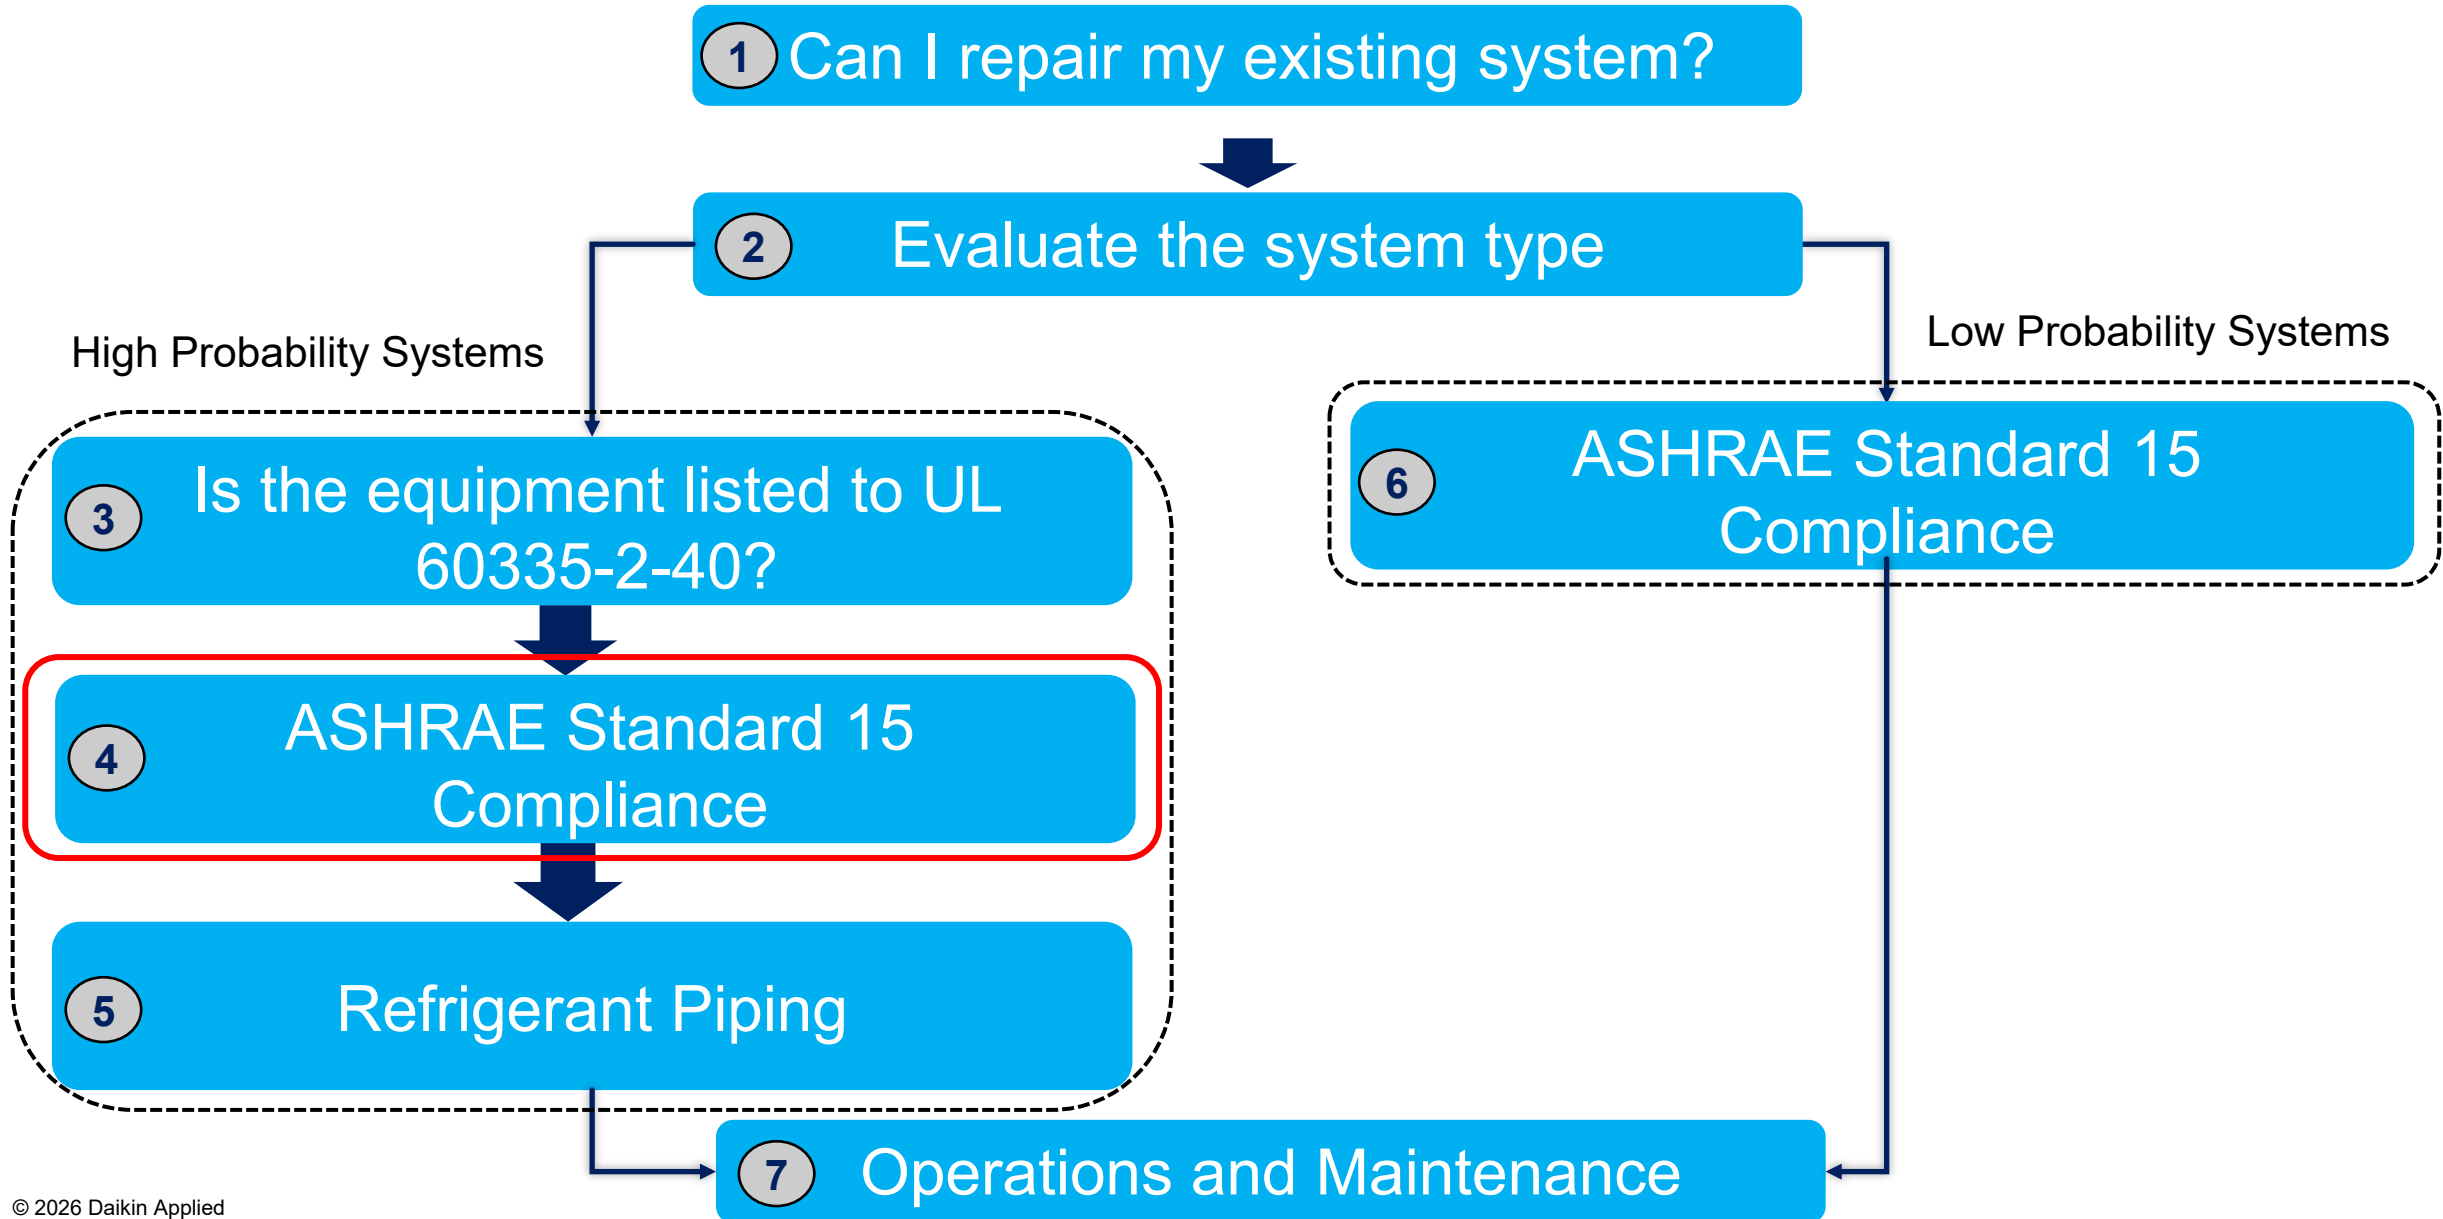 1 Can I repair my existing system?
2 Evaluate the system type
High Probability Systems
Low Probability Systems
3 Is the equipment listed to UL
60335-2-40?
6 ASHRAE Standard 15
Compliance
4 ASHRAE Standard 15
Compliance
5 Refrigerant Piping
7 Operations and Maintenance
© 2026 Daikin Applied